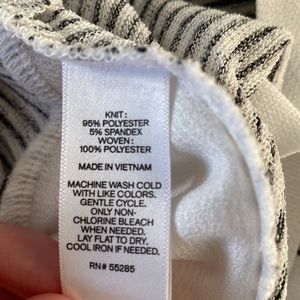 KNIT:
95% POLYESTER
5% SPANDEX
WOVEN:
100% POLYESTER
MADE IN VIETNAM
MACHINE WASH COLD
WITH LIKE COLORS.
GENTLE CYCLE.
ONLY NON-
CHLORINE BLEACH
WHEN NEEDED.
LAY FLAT TO DRY.
COOL IRON IF NEEDED.
RN# 55285